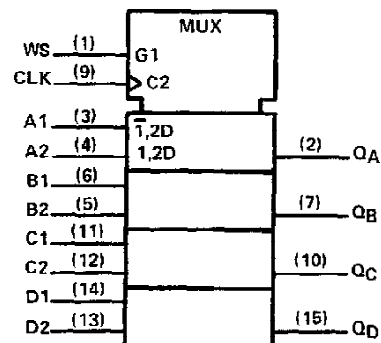 MUX
WS (1) G1
CLK (9) C2
A1 (3) 1̅,2D
A2 (4) 1,2D (2) QA
B1 (6)
B2 (5) (7) QB
C1 (11)
C2 (12) (10) QC
D1 (14)
D2 (13) (15) QD